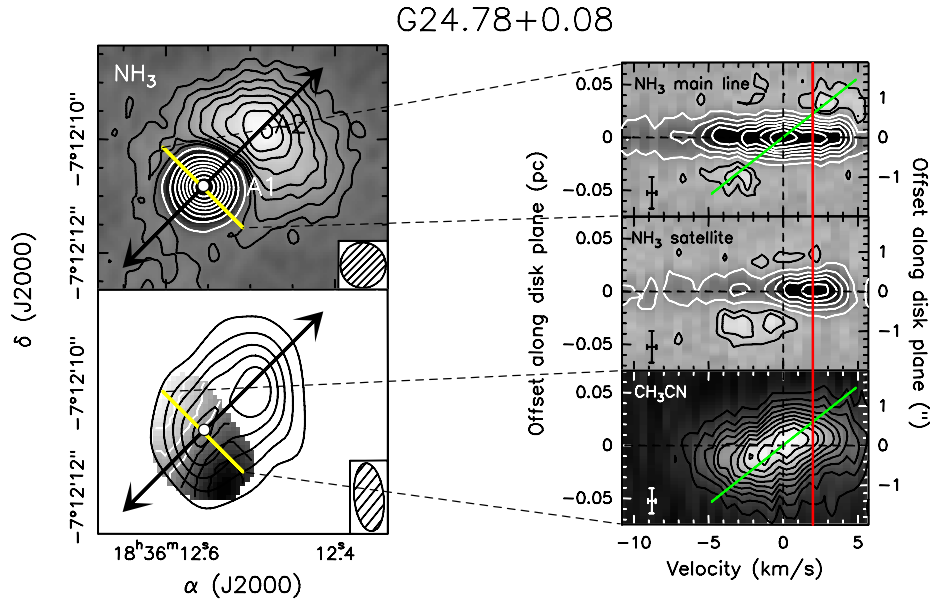 G24.78+0.08
NH₃
A2
A1
-7°12'10"
-7°12'12"
δ (J2000)
-7°12'10"
-7°12'12"
18ʰ36ᵐ12ˢ.6
12ˢ.4
α (J2000)
NH₃ main line
0.05
0
-0.05
1
0
-1
NH₃ satellite
0.05
0
-0.05
1
0
-1
CH₃CN
0.05
0
-0.05
1
0
-1
Offset along disk plane (pc)
Offset along disk plane (")
-10
-5
0
5
Velocity (km/s)